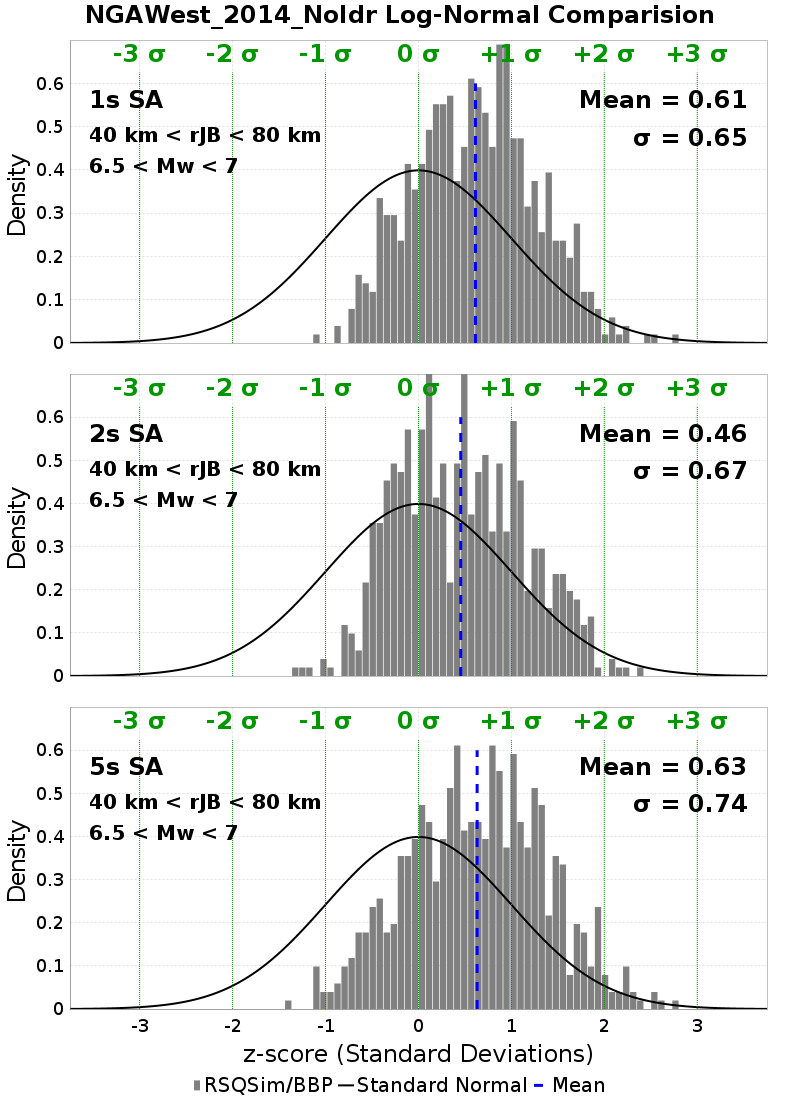 NGAWest_2014_NoIdr Log-Normal Comparision
-3 σ -2 σ -1 σ 0 σ +1 σ +2 σ +3 σ
1s SA
Mean = 0.61
40 km < rJB < 80 km
σ = 0.65
6.5 < Mw < 7
Density
0.6
0.5
0.4
0.3
0.2
0.1
0
-3 σ -2 σ -1 σ 0 σ +1 σ +2 σ +3 σ
2s SA
Mean = 0.46
40 km < rJB < 80 km
σ = 0.67
6.5 < Mw < 7
Density
0.6
0.5
0.4
0.3
0.2
0.1
0
-3 σ -2 σ -1 σ 0 σ +1 σ +2 σ +3 σ
5s SA
Mean = 0.63
40 km < rJB < 80 km
σ = 0.74
6.5 < Mw < 7
Density
0.6
0.5
0.4
0.3
0.2
0.1
0
-3 -2 -1 0 1 2 3
z-score (Standard Deviations)
RSQSim/BBP Standard Normal Mean